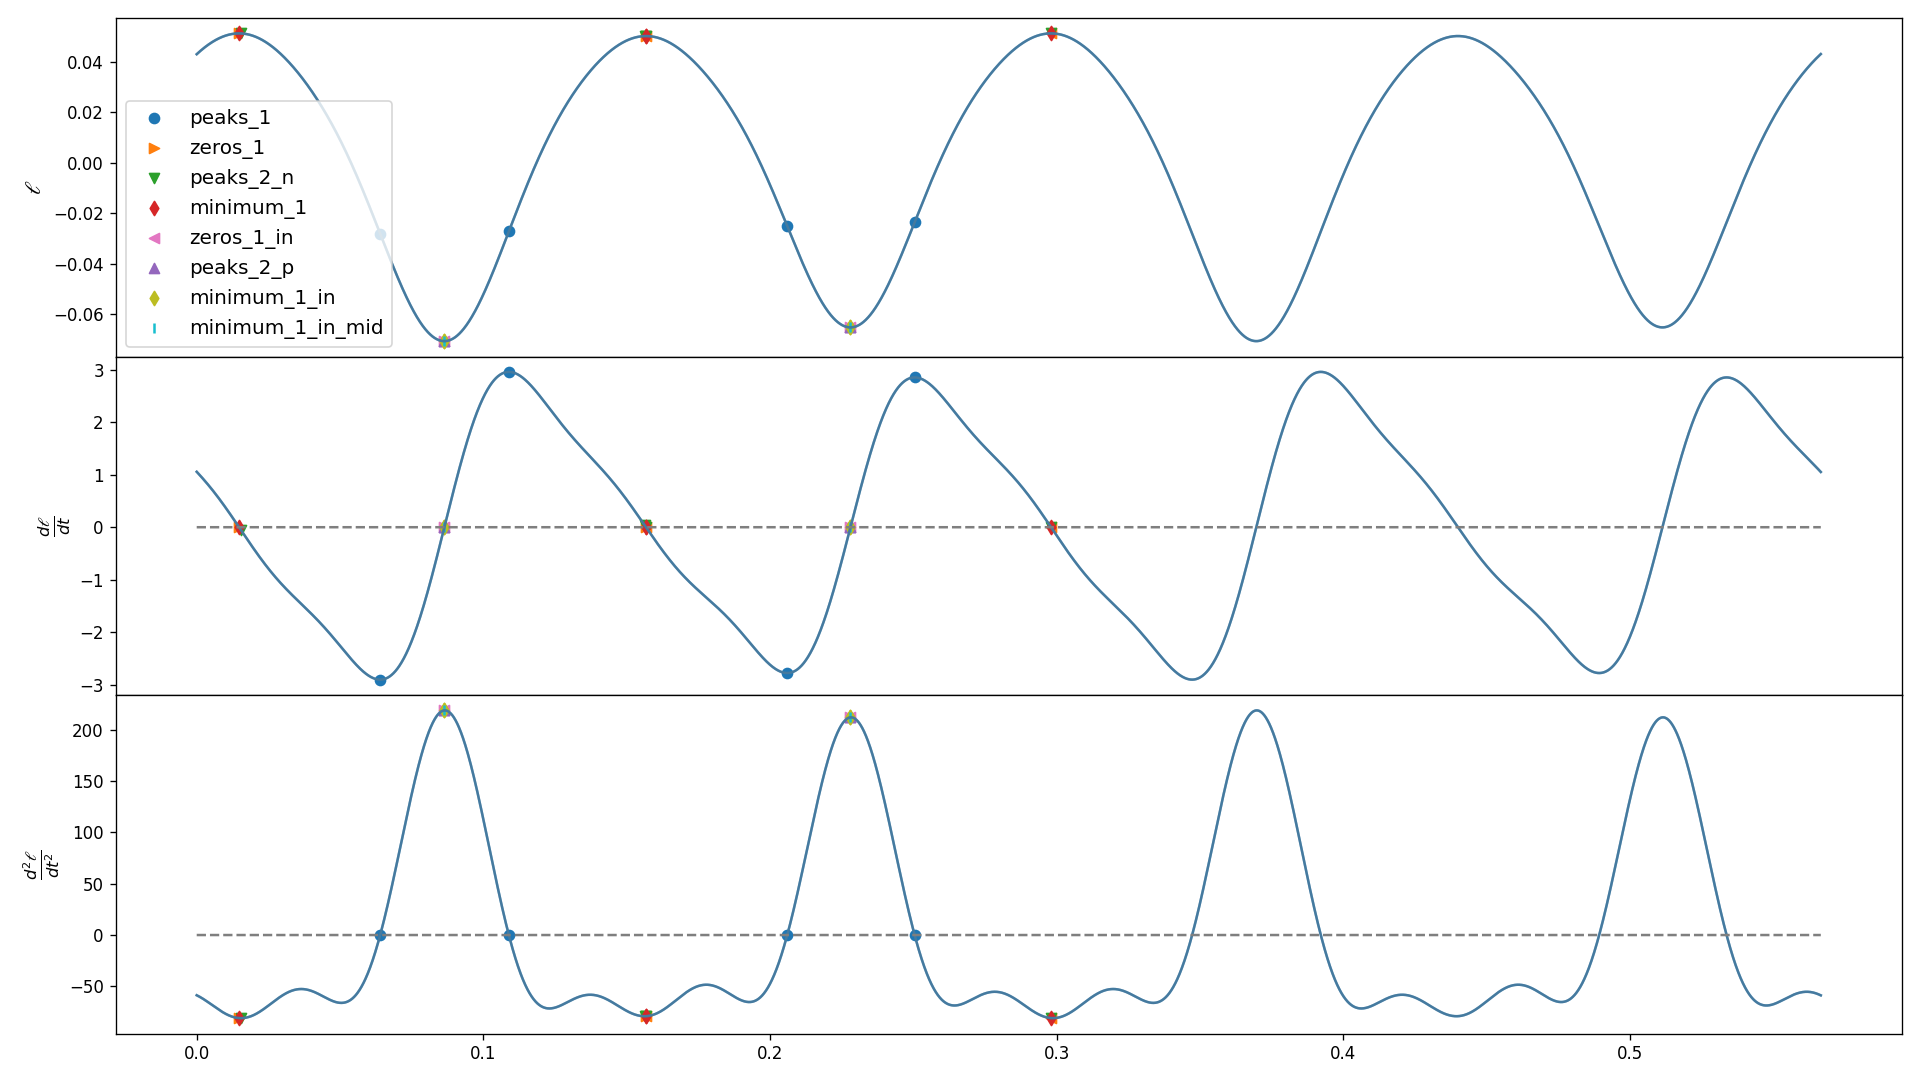 0.04
0.02
0.00
−0.02
−0.04
−0.06
ℓ
peaks_1
zeros_1
peaks_2_n
minimum_1
zeros_1_in
peaks_2_p
minimum_1_in
minimum_1_in_mid
3
2
1
0
−1
−2
−3
dℓ/dt
200
150
100
50
0
−50
d²ℓ/dt²
0.0 0.1 0.2 0.3 0.4 0.5